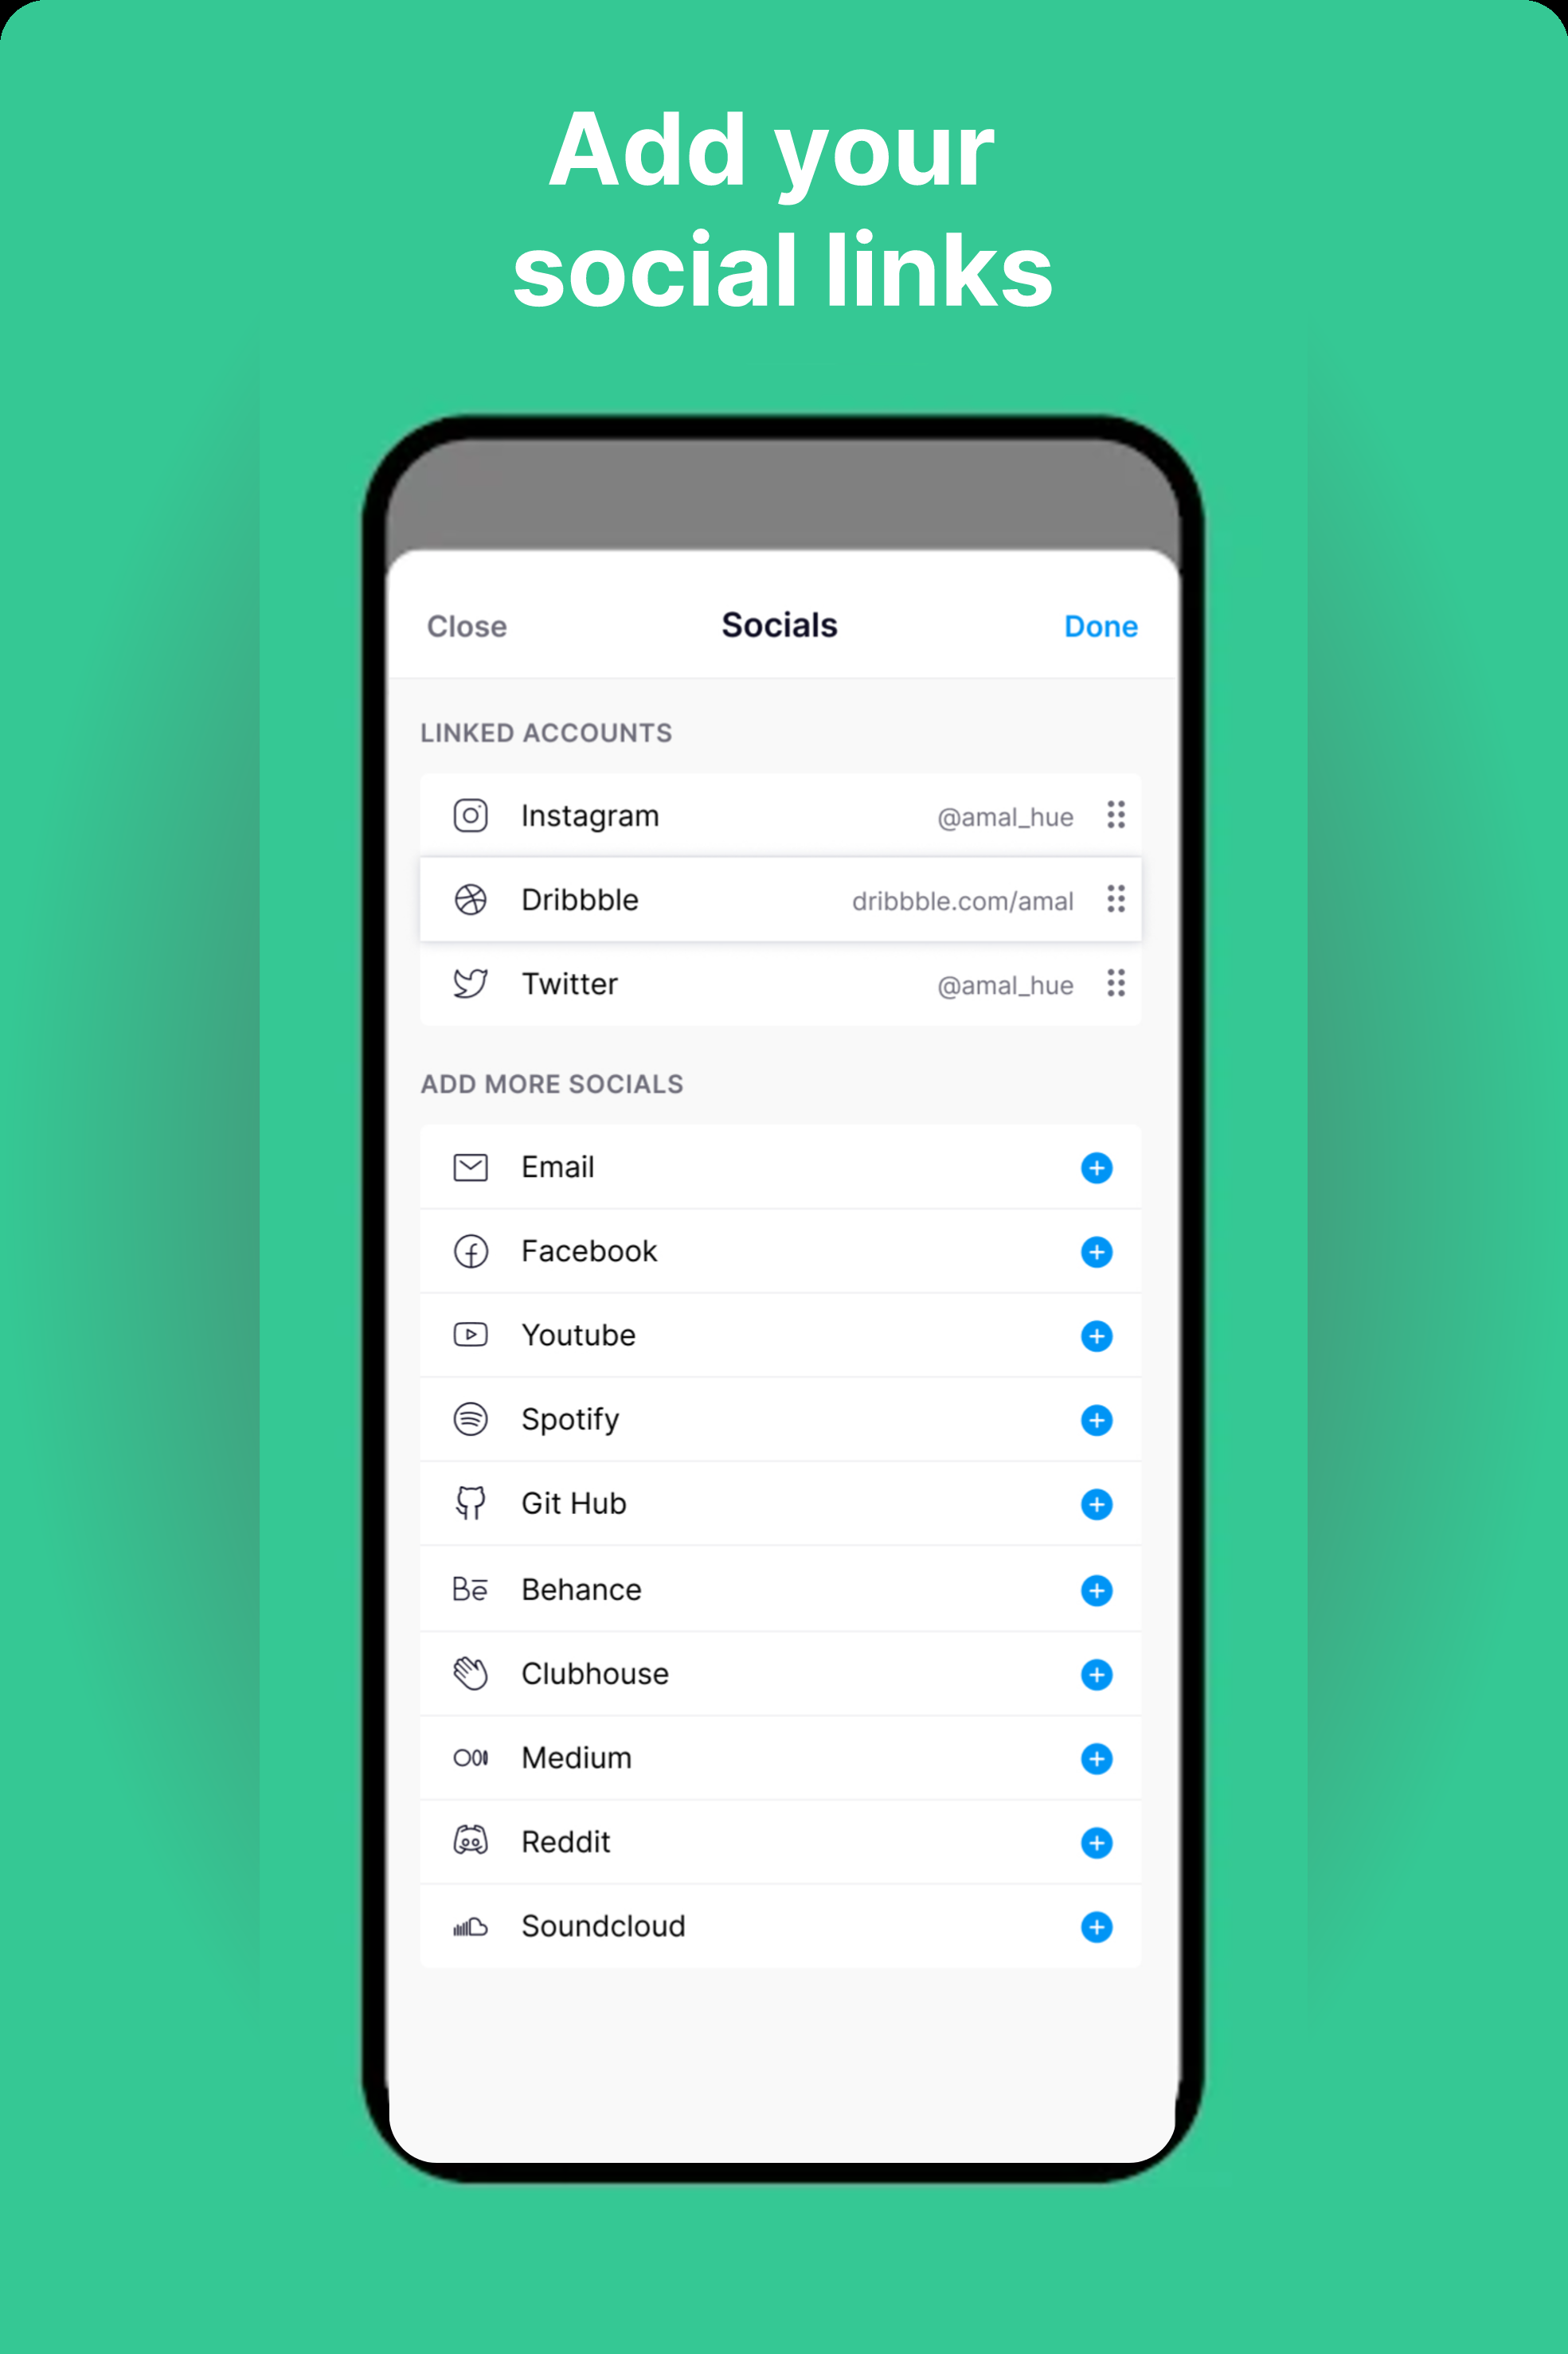 Add your
social links
Close Socials Done
LINKED ACCOUNTS
Instagram @amal_hue
Dribbble dribbble.com/amal
Twitter @amal_hue
ADD MORE SOCIALS
Email
Facebook
Youtube
Spotify
Git Hub
Behance
Clubhouse
Medium
Reddit
Soundcloud